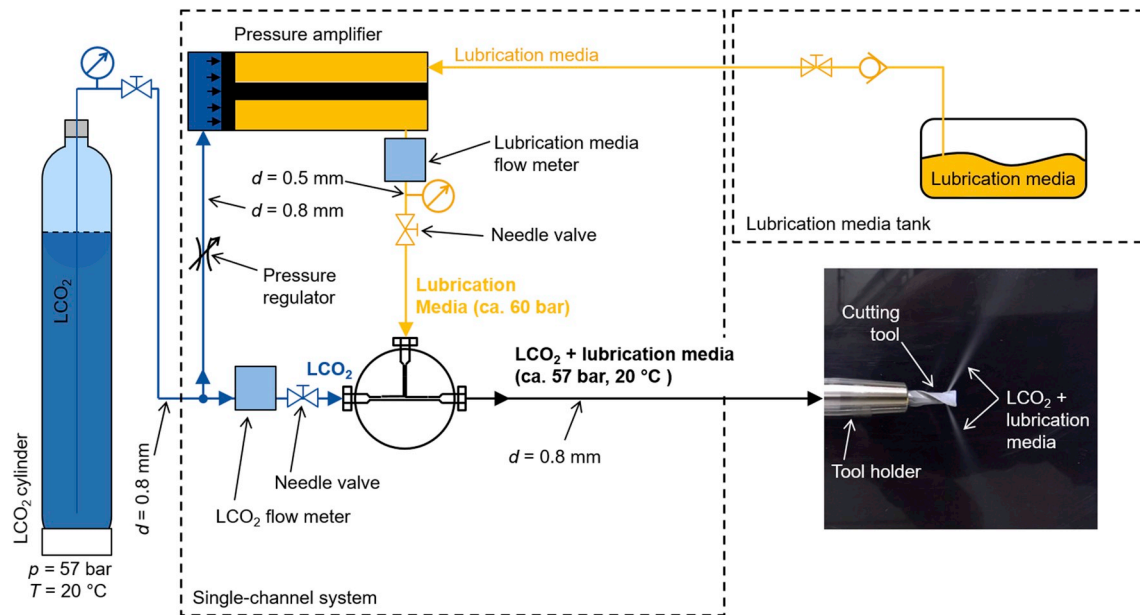 Pressure amplifier
Lubrication media
Lubrication media
flow meter
d = 0.5 mm
d = 0.8 mm
Needle valve
Pressure
regulator
Lubrication
Media (ca. 60 bar)
LCO₂
LCO₂
LCO₂ + lubrication media
(ca. 57 bar, 20 °C )
d = 0.8 mm
d = 0.8 mm
Needle valve
LCO₂ flow meter
LCO₂ cylinder
p = 57 bar
T = 20 °C
Single-channel system
Lubrication media
Lubrication media tank
Cutting
tool
LCO₂ +
lubrication
media
Tool holder